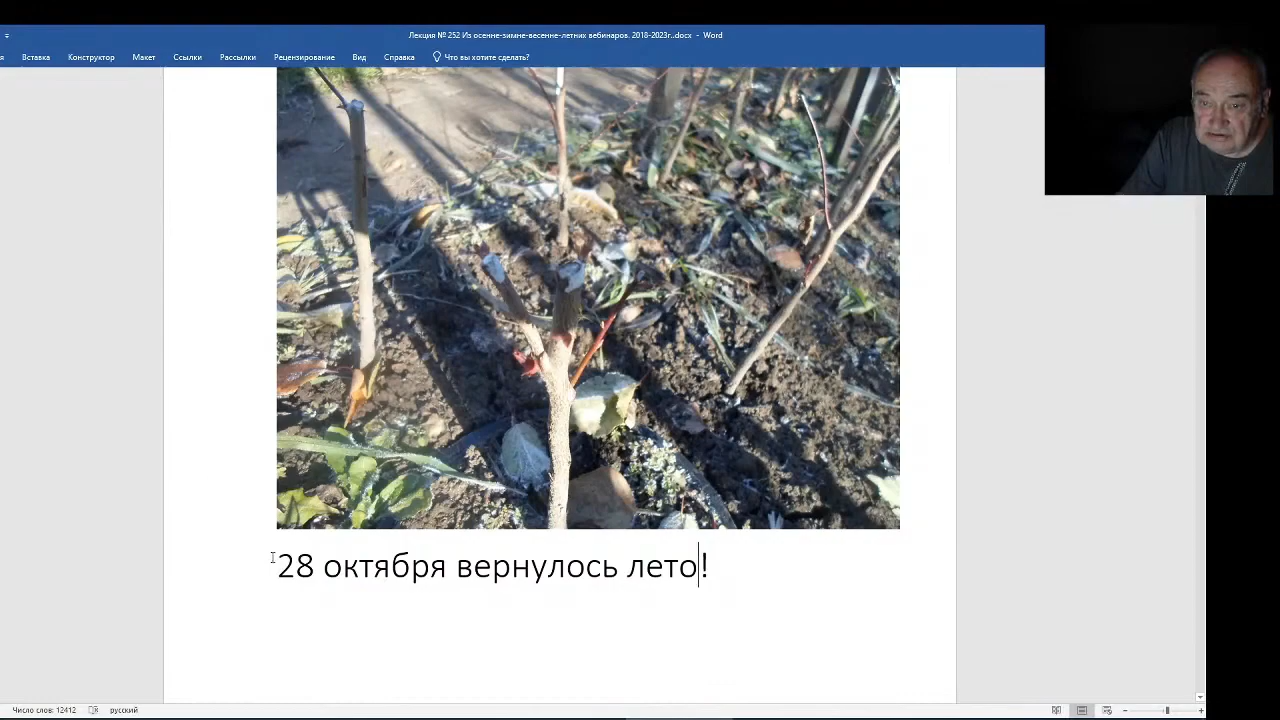 Лекция № 252 Из осенне-зимне-весенне-летних вебинаров. 2018-2023г..docx - Word
я Вставка Конструктор Макет Ссылки Рассылки Рецензирование Вид Справка Что вы хотите сделать?
28 октября вернулось лето!
Число слов: 12412 русский